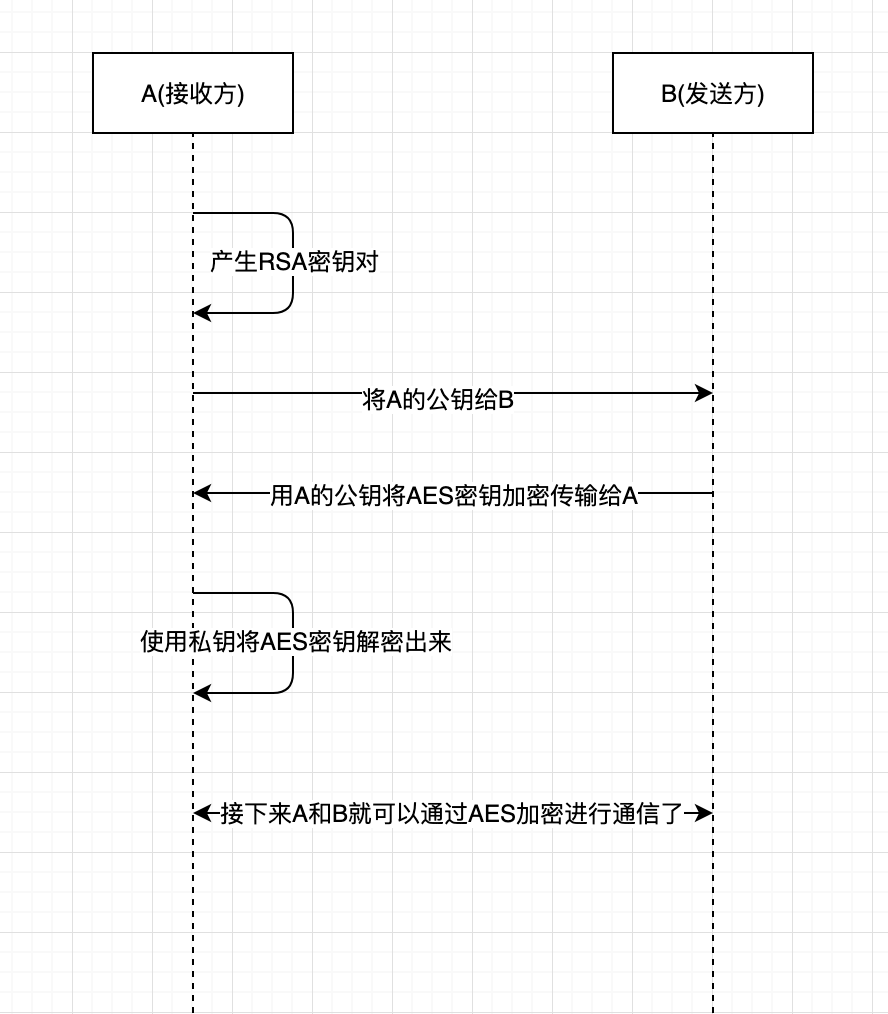 A(接收方)
B(发送方)
产生RSA密钥对
将A的公钥给B
用A的公钥将AES密钥加密传输给A
使用私钥将AES密钥解密出来
接下来A和B就可以通过AES加密进行通信了